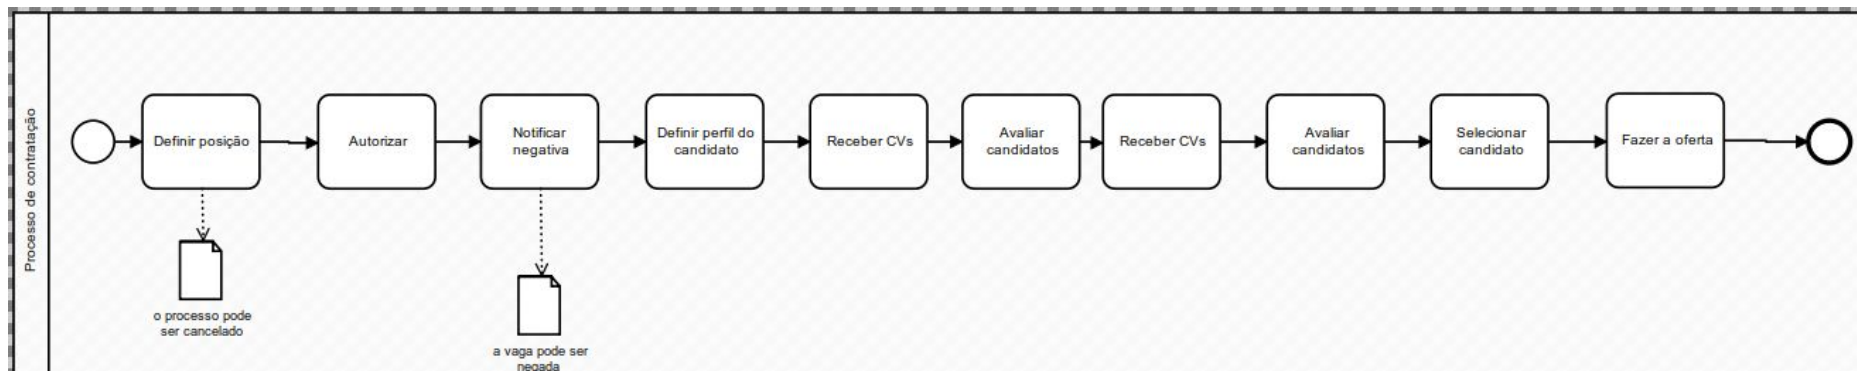 Processo de contratação
Definir posição
Autorizar
Notificar
negativa
Definir perfil do
candidato
Receber CVs
Avaliar
candidatos
Receber CVs
Avaliar
candidatos
Selecionar
candidato
Fazer a oferta
o processo pode
ser cancelado
a vaga pode ser
negada